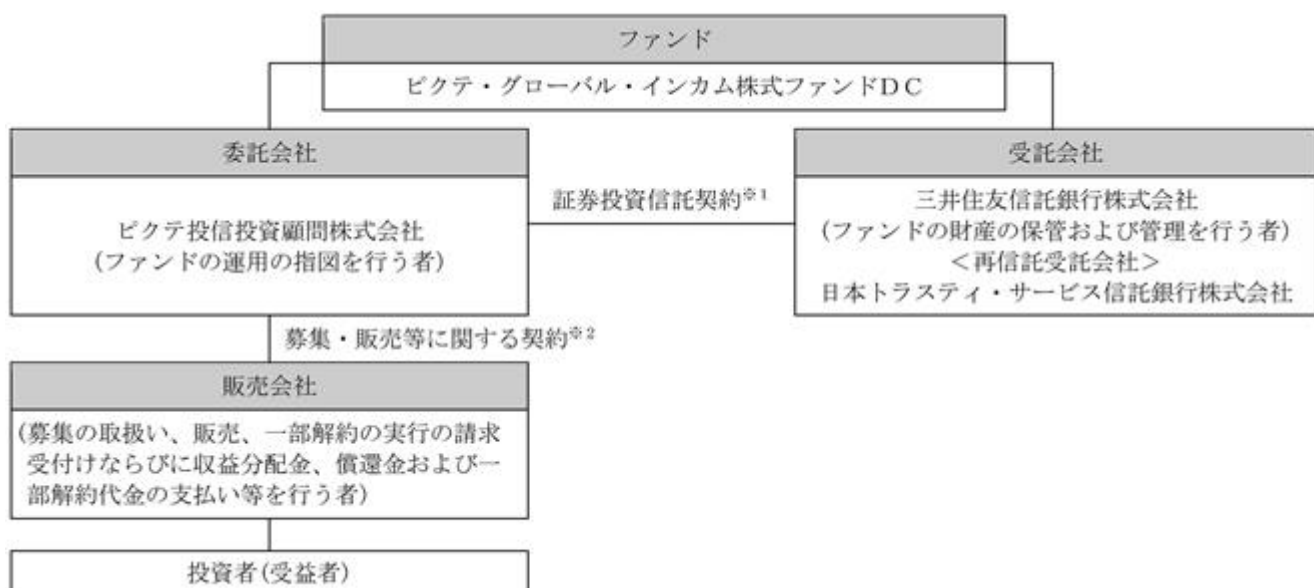 ファンド
ピクテ・グローバル・インカム株式ファンドＤＣ
委託会社
ピクテ投信投資顧問株式会社
(ファンドの運用の指図を行う者)
証券投資信託契約※1
受託会社
三井住友信託銀行株式会社
(ファンドの財産の保管および管理を行う者)
＜再信託受託会社＞
日本トラスティ・サービス信託銀行株式会社
募集・販売等に関する契約※2
販売会社
(募集の取扱い、販売、一部解約の実行の請求
受付けならびに収益分配金、償還金および一
部解約代金の支払い等を行う者)
投資者(受益者)